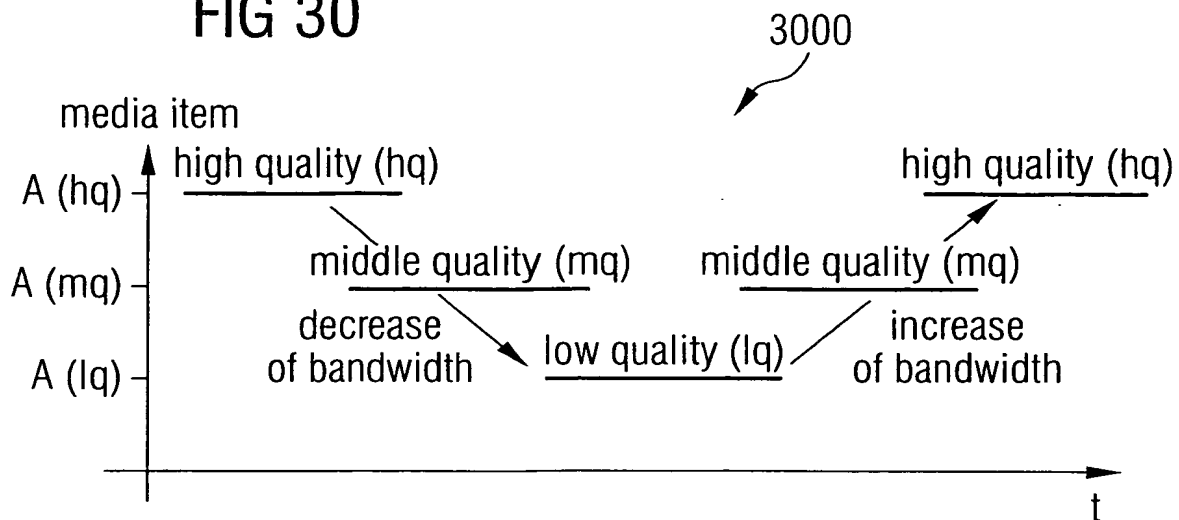 FIG 30
3000
media item
A (hq)
high quality (hq)
high quality (hq)
A (mq)
middle quality (mq)
middle quality (mq)
decrease
of bandwidth
increase
of bandwidth
A (lq)
low quality (lq)
t